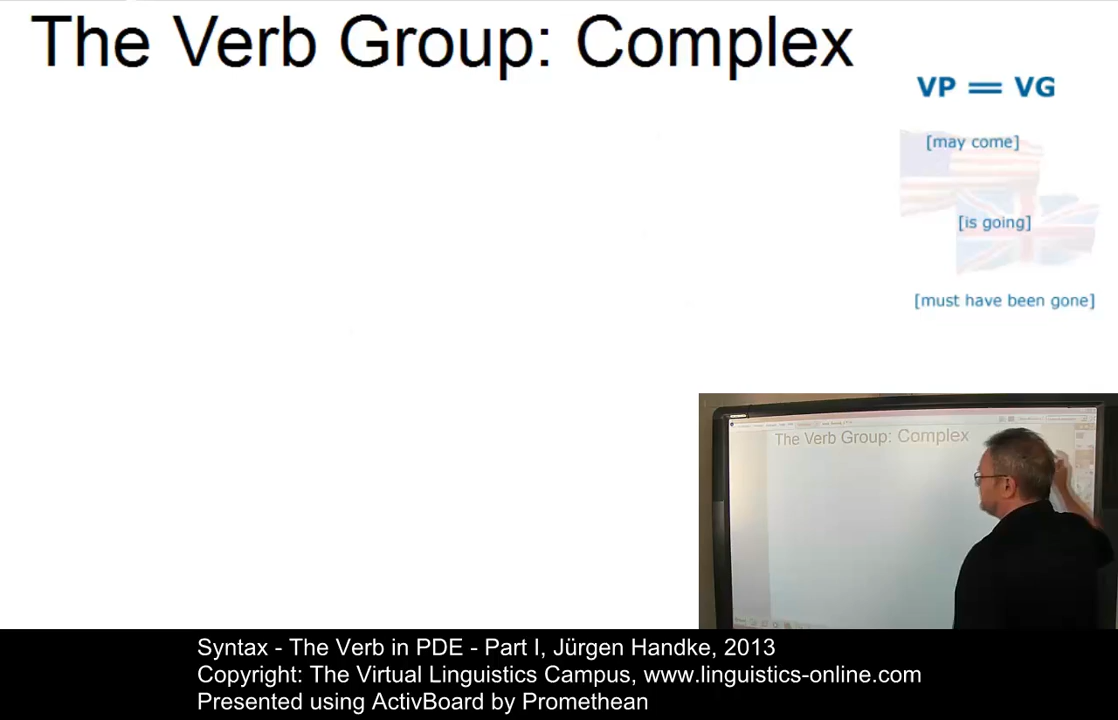 The Verb Group: Complex
VP = VG
[may come]
[is going]
[must have been gone]
The Verb Group: Complex
Syntax - The Verb in PDE - Part I, Jürgen Handke, 2013
Copyright: The Virtual Linguistics Campus, www.linguistics-online.com
Presented using ActivBoard by Promethean